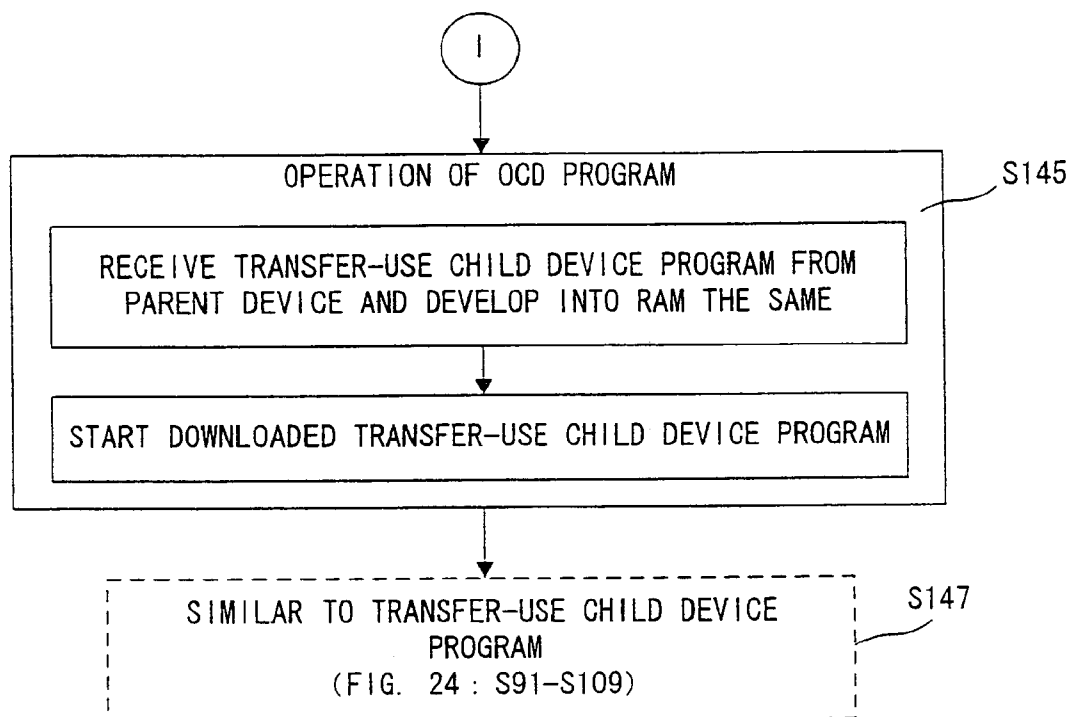 I
OPERATION OF OCD PROGRAM
S145
RECEIVE TRANSFER-USE CHILD DEVICE PROGRAM FROM
PARENT DEVICE AND DEVELOP INTO RAM THE SAME
START DOWNLOADED TRANSFER-USE CHILD DEVICE PROGRAM
SIMILAR TO TRANSFER-USE CHILD DEVICE
PROGRAM
(FIG. 24 : S91-S109)
S147